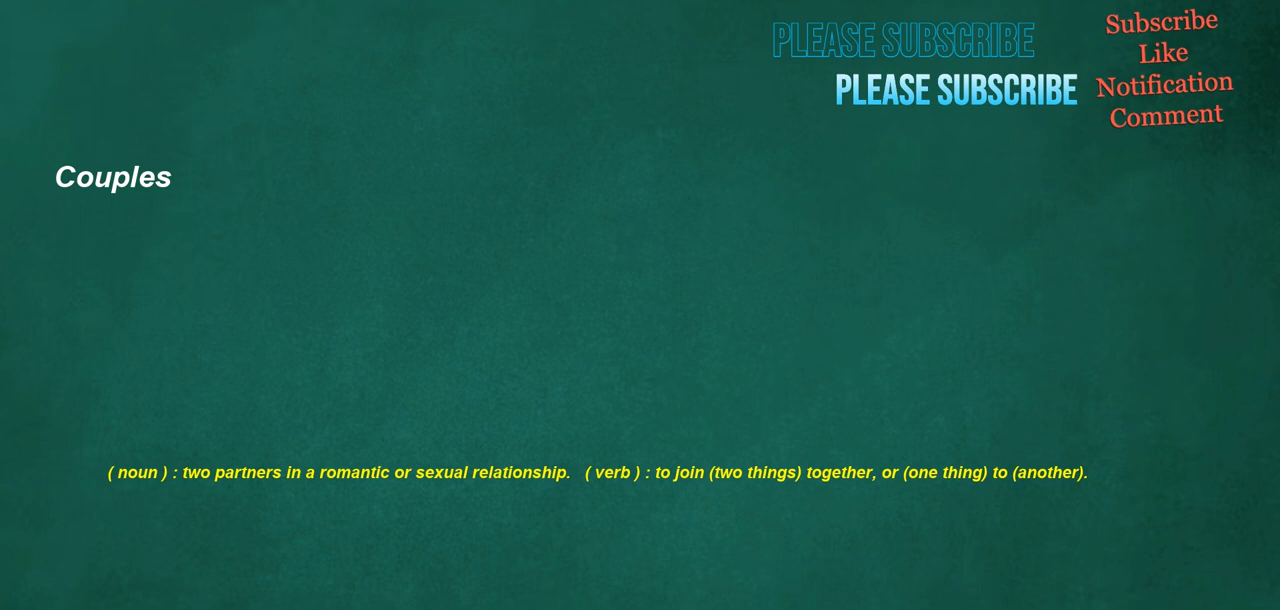 PLEASE SUBSCRIBE
PLEASE SUBSCRIBE
Subscribe
Like
Notification
Comment
Couples
( noun ) : two partners in a romantic or sexual relationship.   ( verb ) : to join (two things) together, or (one thing) to (another).